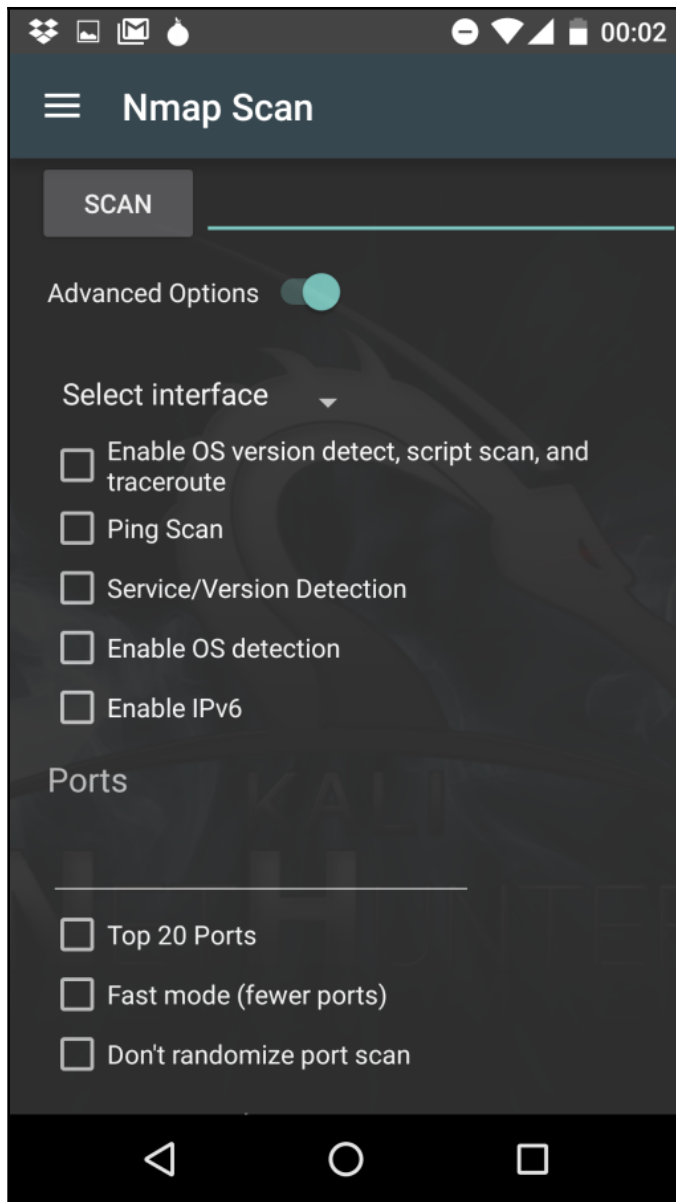 00:02
Nmap Scan
SCAN
Advanced Options
Select interface
Enable OS version detect, script scan, and
traceroute
Ping Scan
Service/Version Detection
Enable OS detection
Enable IPv6
Ports
KALI
Top 20 Ports
Fast mode (fewer ports)
Don't randomize port scan